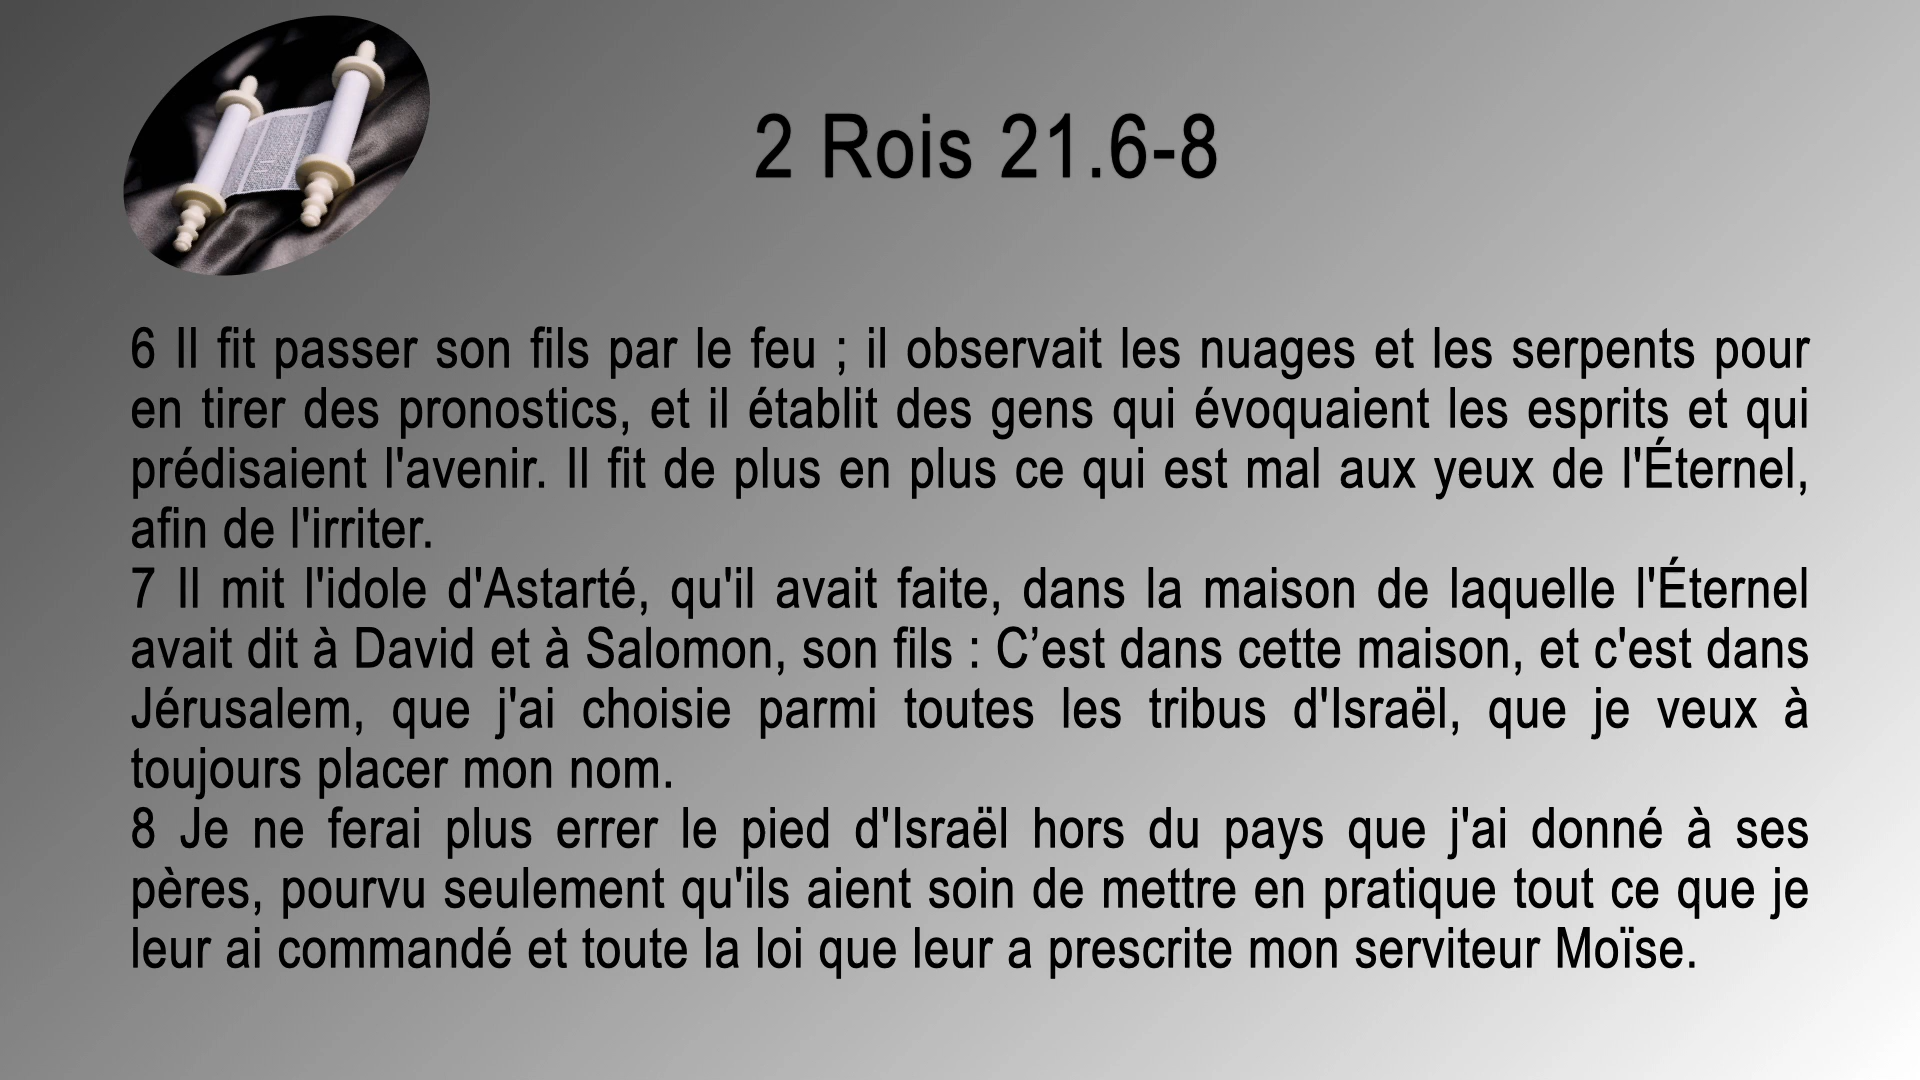 2 Rois 21.6-8
6 Il fit passer son fils par le feu ; il observait les nuages et les serpents pour
en tirer des pronostics, et il établit des gens qui évoquaient les esprits et qui
prédisaient l'avenir. Il fit de plus en plus ce qui est mal aux yeux de l'Éternel,
afin de l'irriter.
7 Il mit l'idole d'Astarté, qu'il avait faite, dans la maison de laquelle l'Éternel
avait dit à David et à Salomon, son fils : C’est dans cette maison, et c'est dans
Jérusalem, que j'ai choisie parmi toutes les tribus d'Israël, que je veux à
toujours placer mon nom.
8 Je ne ferai plus errer le pied d'Israël hors du pays que j'ai donné à ses
pères, pourvu seulement qu'ils aient soin de mettre en pratique tout ce que je
leur ai commandé et toute la loi que leur a prescrite mon serviteur Moïse.